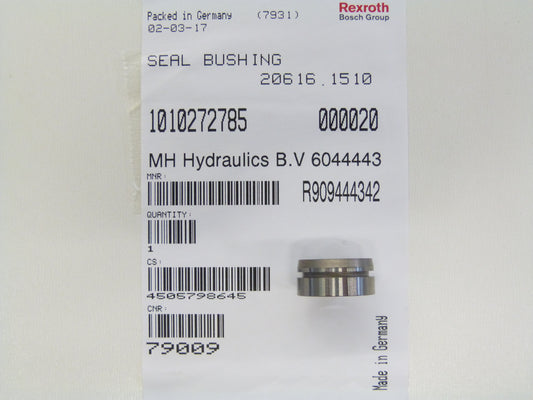 Packed in Germany (7931)
02-03-17
Rexroth
Bosch Group
SEAL BUSHING
20616.1510
1010272785 000020
MH Hydraulics B.V 6044443
MNR:
R909444342
QUANTITY:
1
CS:
4505798645
CNR:
79009
Made in Germany